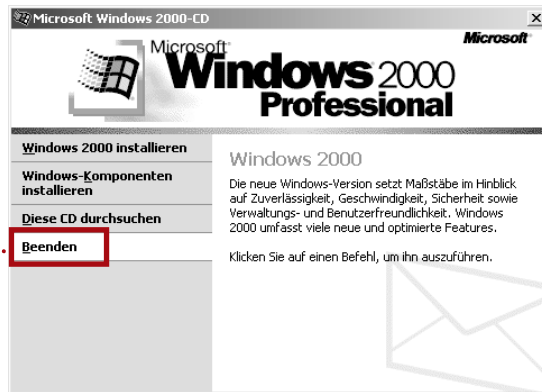 Microsoft Windows 2000-CD
Microsoft
Microsoft
Windows 2000
Professional
Windows 2000 installieren
Windows-Komponenten
installieren
Diese CD durchsuchen
Beenden
Windows 2000
Die neue Windows-Version setzt Maßstäbe im Hinblick
auf Zuverlässigkeit, Geschwindigkeit, Sicherheit sowie
Verwaltungs- und Benutzerfreundlichkeit. Windows
2000 umfasst viele neue und optimierte Features.
Klicken Sie auf einen Befehl, um ihn auszuführen.